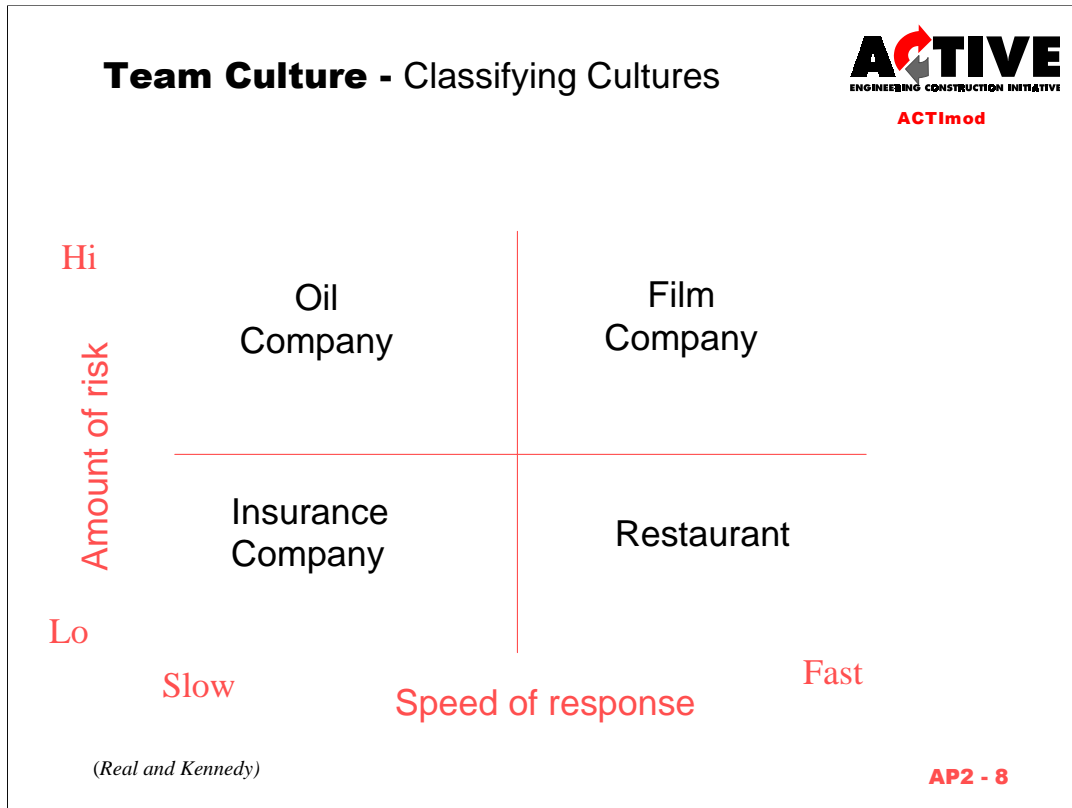 Team Culture - Classifying Cultures
ACTIVE
ENGINEERING CONSTRUCTION INITIATIVE
ACTImod
Hi
Oil
Company
Film
Company
Amount of risk
Insurance
Company
Restaurant
Lo
Slow
Fast
Speed of response
(Real and Kennedy)
AP2 - 8